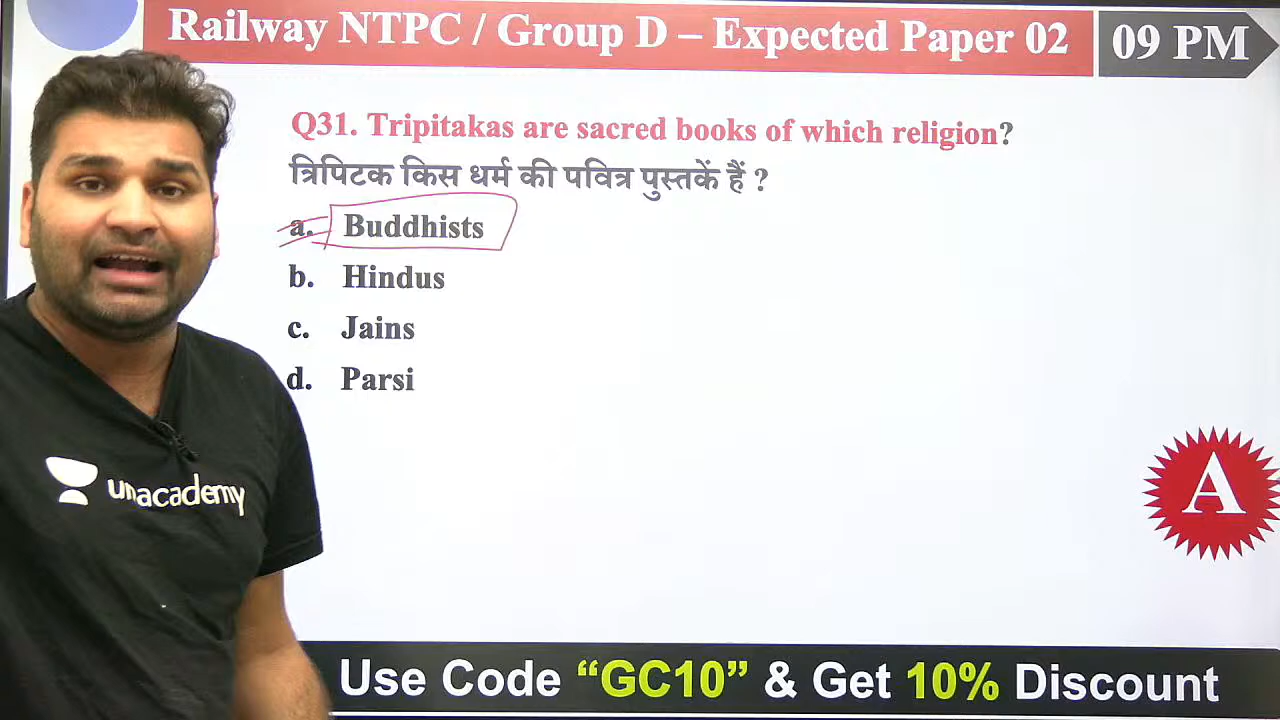 Railway NTPC / Group D – Expected Paper 02
09 PM
Q31. Tripitakas are sacred books of which religion?
त्रिपिटक किस धर्म की पवित्र पुस्तकें हैं ?
a. Buddhists
b. Hindus
c. Jains
d. Parsi
unacademy
A
Use Code “GC10” & Get 10% Discount